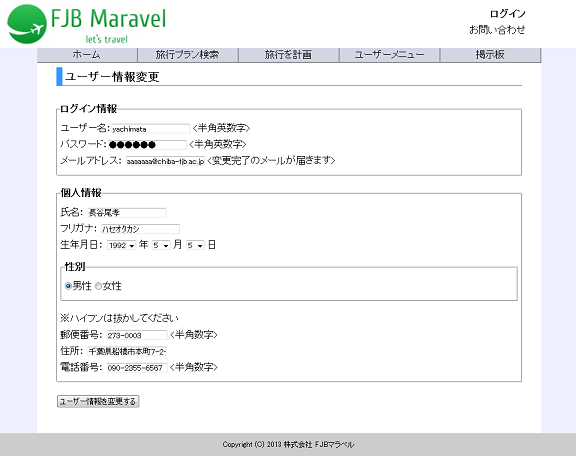 FJB Maravel
let's travel
ログイン
お問い合わせ
ホーム 旅行プラン検索 旅行を計画 ユーザーメニュー 掲示板
ユーザー情報変更
ログイン情報
ユーザー名: yachimata <半角英数字>
パスワード: ●●●●●● <半角英数字>
メールアドレス: aaaaaaa@chiba-fjb.ac.jp <変更完了のメールが届きます>
個人情報
氏名: 長谷尾孝
フリガナ: ハセオタカシ
生年月日: 1992 年 5 月 5 日
性別
男性 女性
※ハイフンは抜かしてください
郵便番号: 273-0003 <半角数字>
住所: 千葉県船橋市本町7-2-
電話番号: 090-2355-6567 <半角数字>
ユーザー情報を変更する
Copyright (C) 2013 株式会社 FJBマラベル